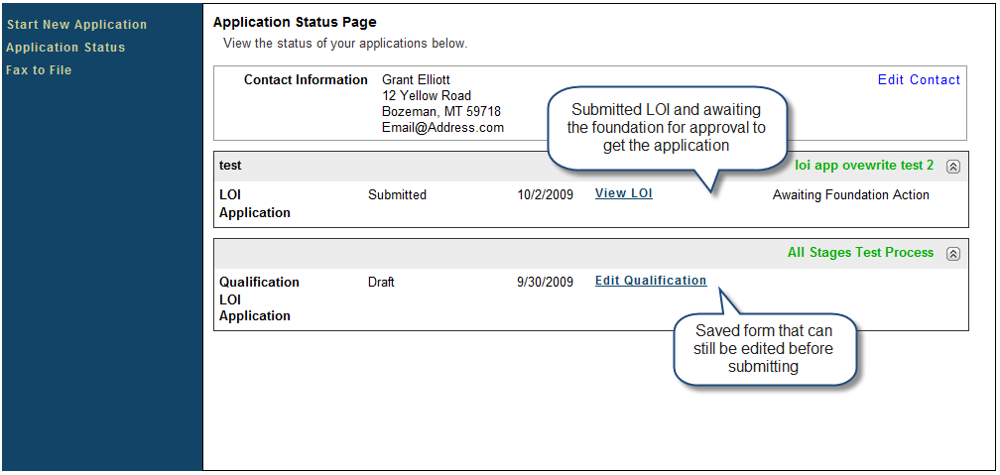 Start New Application
Application Status
Fax to File
Application Status Page
View the status of your applications below.
Contact Information Grant Elliott Edit Contact
12 Yellow Road
Bozeman, MT 59718
Email@Address.com
Submitted LOI and awaiting
the foundation for approval to
get the application
test loi app ovewrite test 2
LOI Submitted 10/2/2009 View LOI Awaiting Foundation Action
Application
All Stages Test Process
Qualification Draft 9/30/2009 Edit Qualification
LOI
Application
Saved form that can
still be edited before
submitting